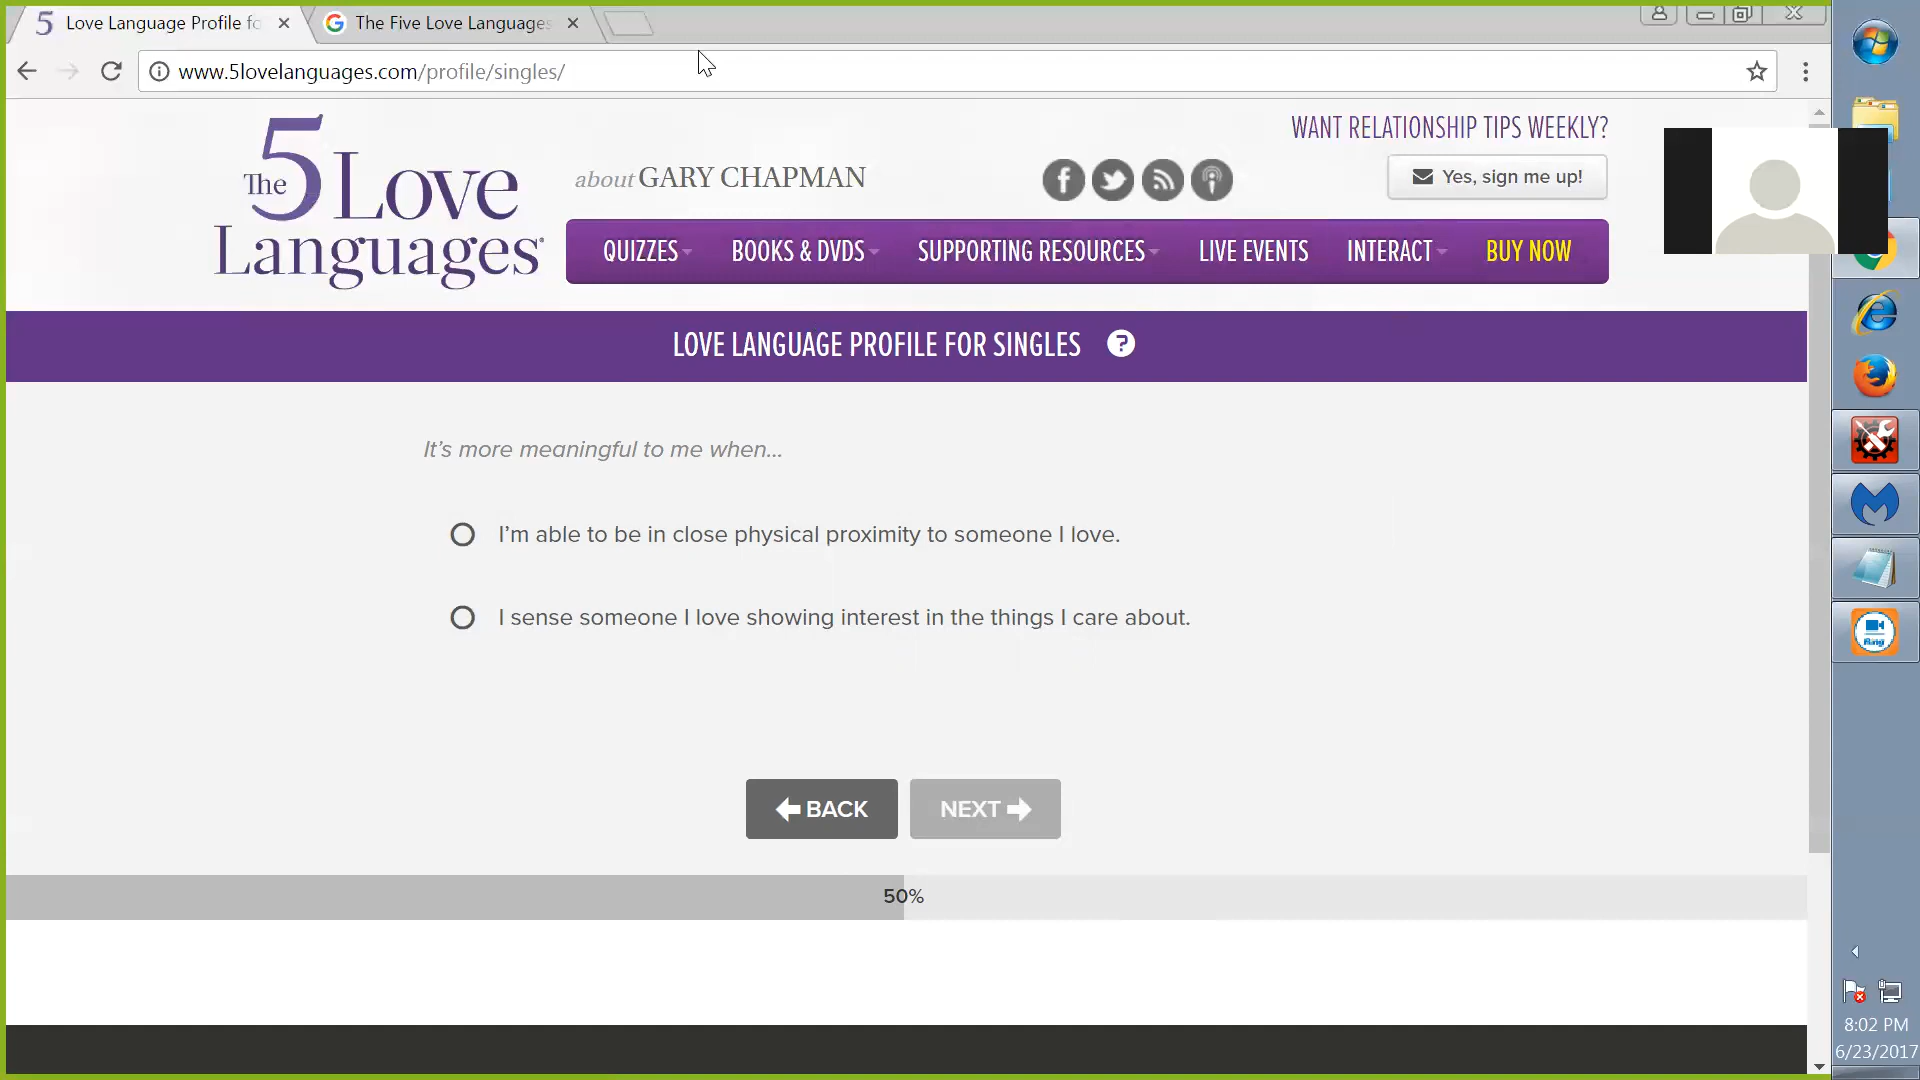 Love Language Profile fo
The Five Love Languages
www.5lovelanguages.com/profile/singles/
The 5 Love Languages
about GARY CHAPMAN
WANT RELATIONSHIP TIPS WEEKLY?
Yes, sign me up!
QUIZZES BOOKS & DVDS SUPPORTING RESOURCES LIVE EVENTS INTERACT BUY NOW
LOVE LANGUAGE PROFILE FOR SINGLES ?
It's more meaningful to me when...
I'm able to be in close physical proximity to someone I love.
I sense someone I love showing interest in the things I care about.
BACK NEXT
50%
8:02 PM
6/23/2017